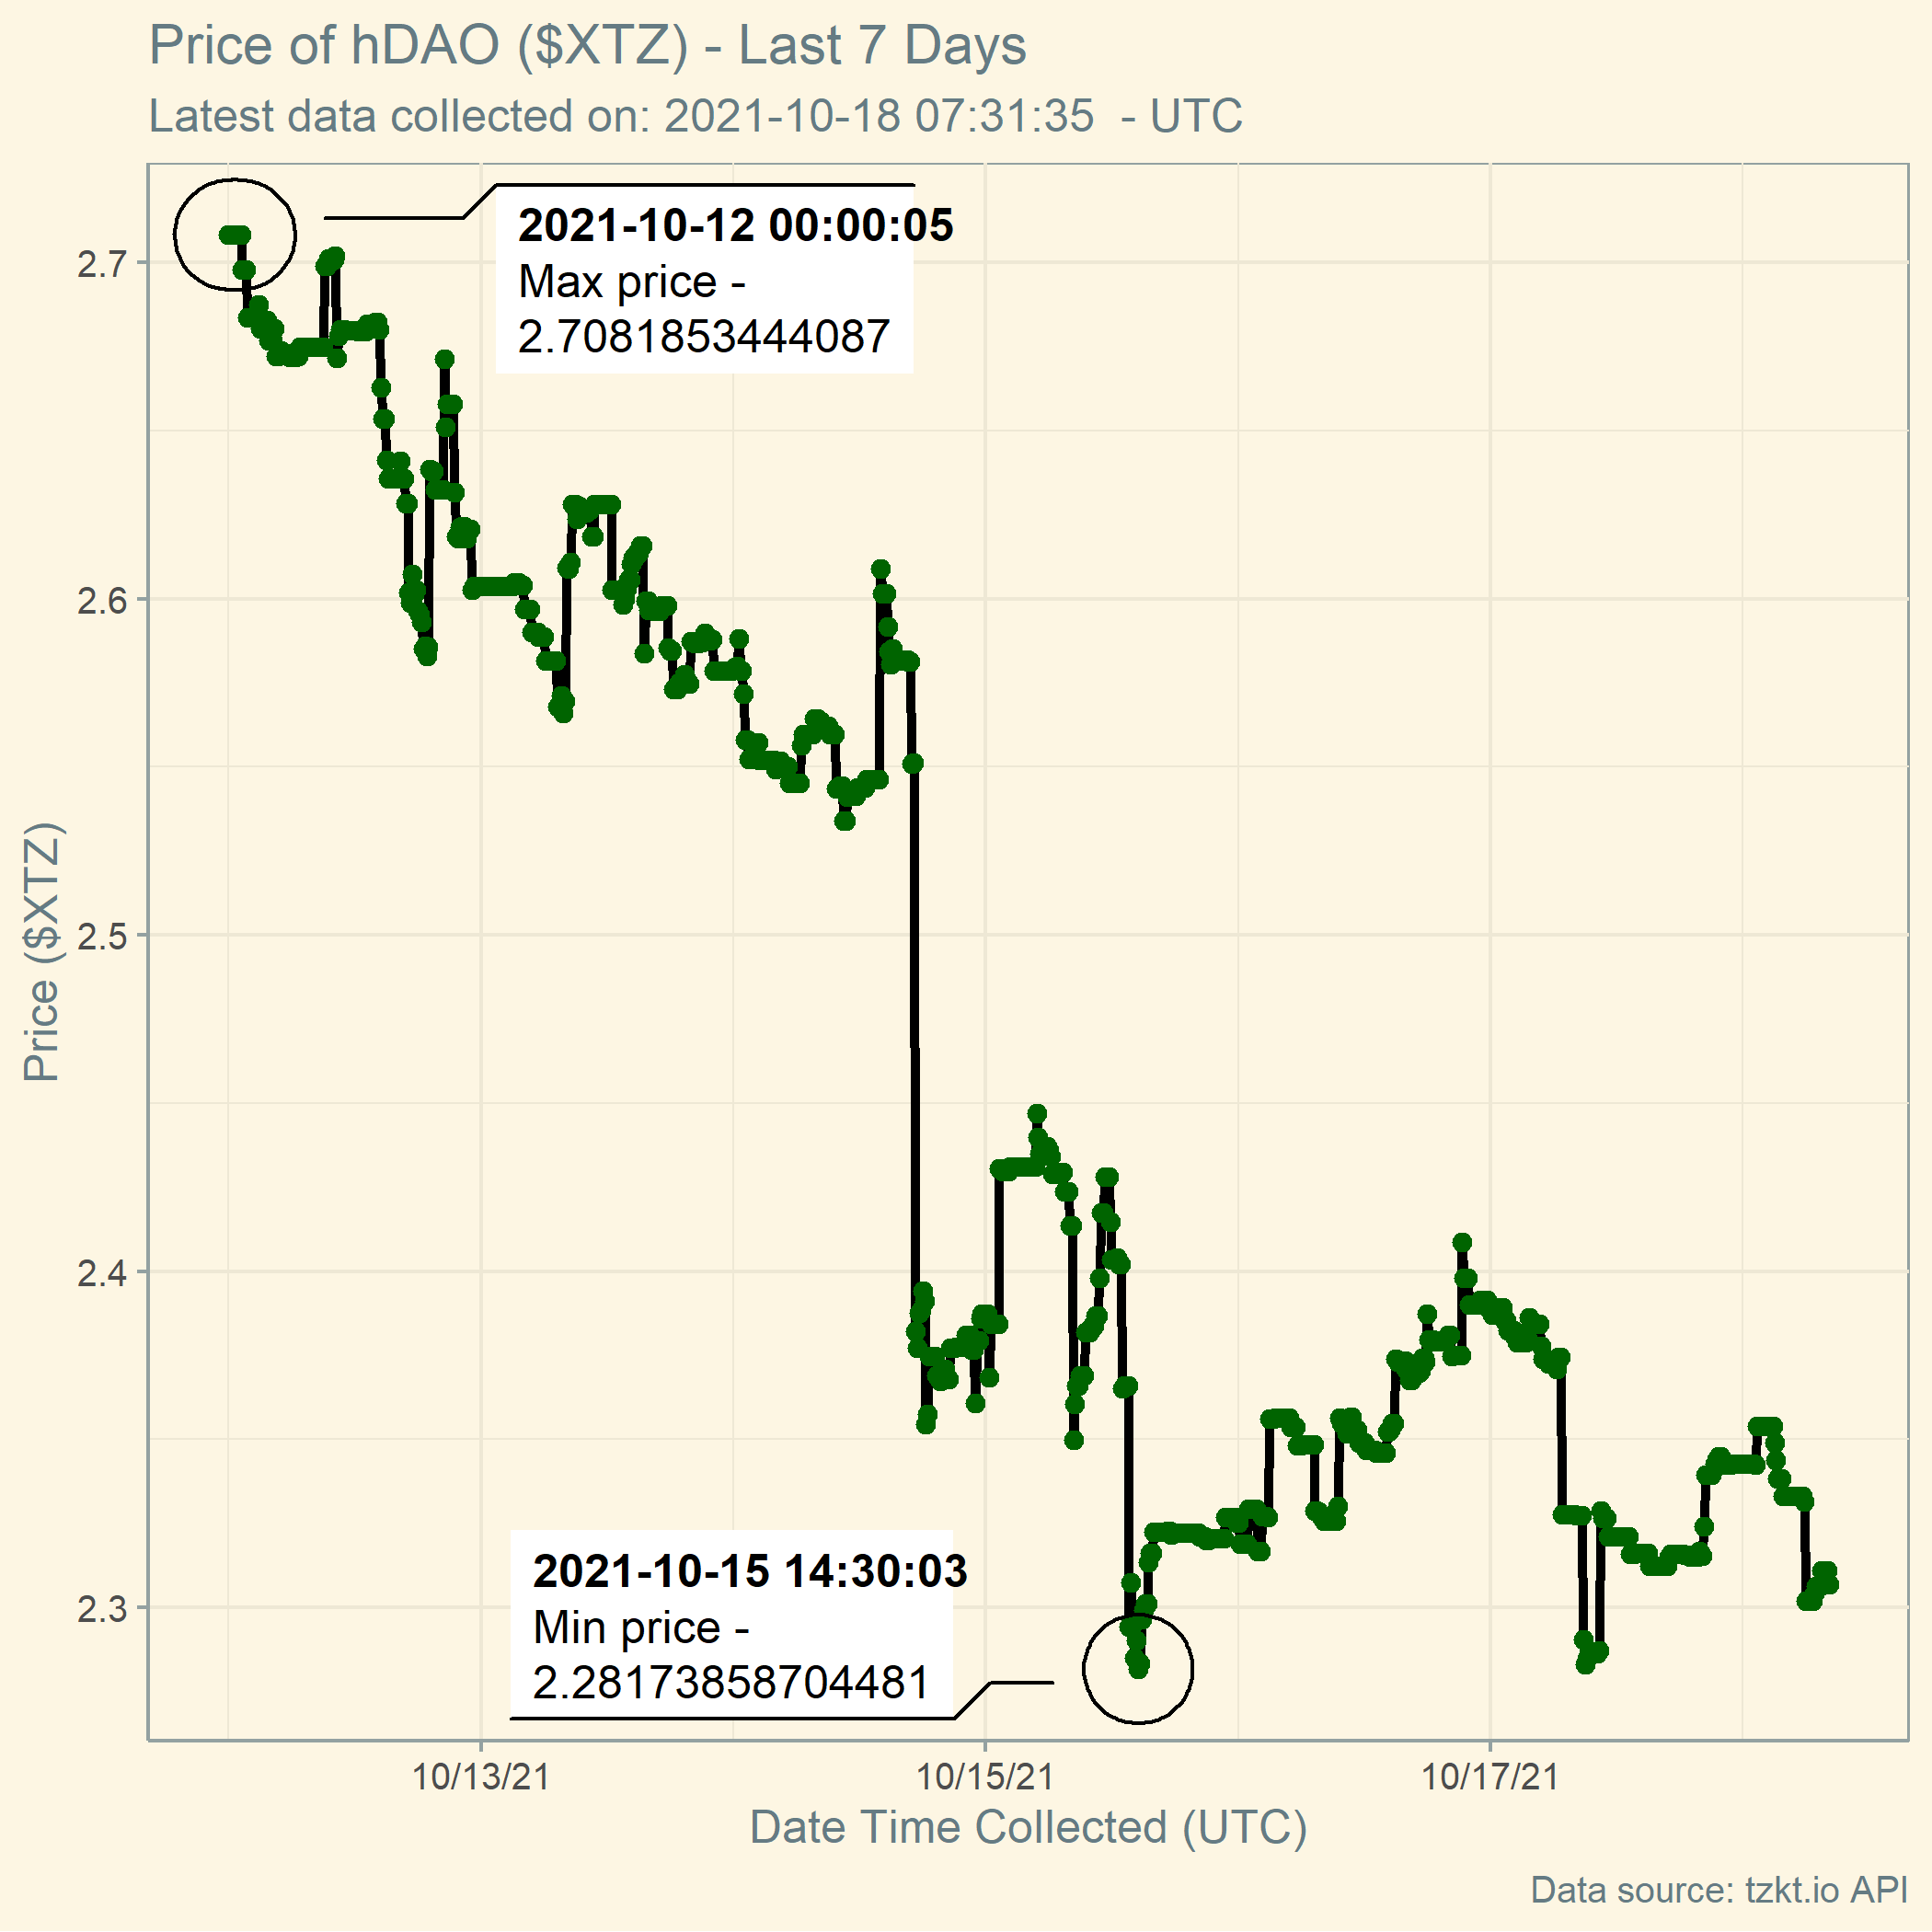 Price of hDAO ($XTZ) - Last 7 Days
Latest data collected on: 2021-10-18 07:31:35  - UTC
2021-10-12 00:00:05
Max price -
2.7081853444087
2.7
2.6
2.5
2.4
2.3
Price ($XTZ)
2021-10-15 14:30:03
Min price -
2.28173858704481
10/13/21
10/15/21
10/17/21
Date Time Collected (UTC)
Data source: tzkt.io API